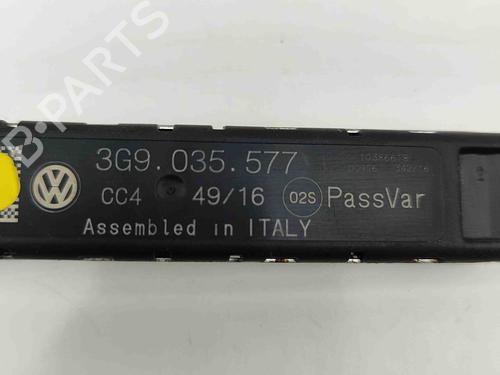 3G9.035.577
CC4 49/16 02S PassVar
Assembled in ITALY
B-PARTS